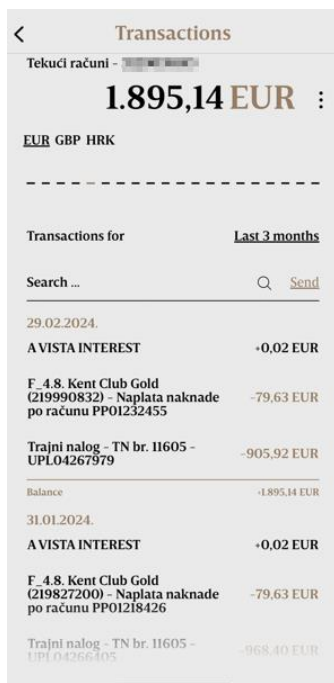 Transactions
Tekući računi -
1.895,14 EUR
EUR GBP HRK
Transactions for Last 3 months
Search ... Send
29.02.2024.
A VISTA INTEREST +0,02 EUR
F_4.8. Kent Club Gold
(219990832) - Naplata naknade -79,63 EUR
po računu PP01232455
Trajni nalog - TN br. 11605 -
UPL04267979 -905,92 EUR
Balance +1.895,14 EUR
31.01.2024.
A VISTA INTEREST +0,02 EUR
F_4.8. Kent Club Gold
(219827200) - Naplata naknade -79,63 EUR
po računu PP01218426
Trajni nalog - TN br. 11605 -
UPL04266405 -968,40 EUR